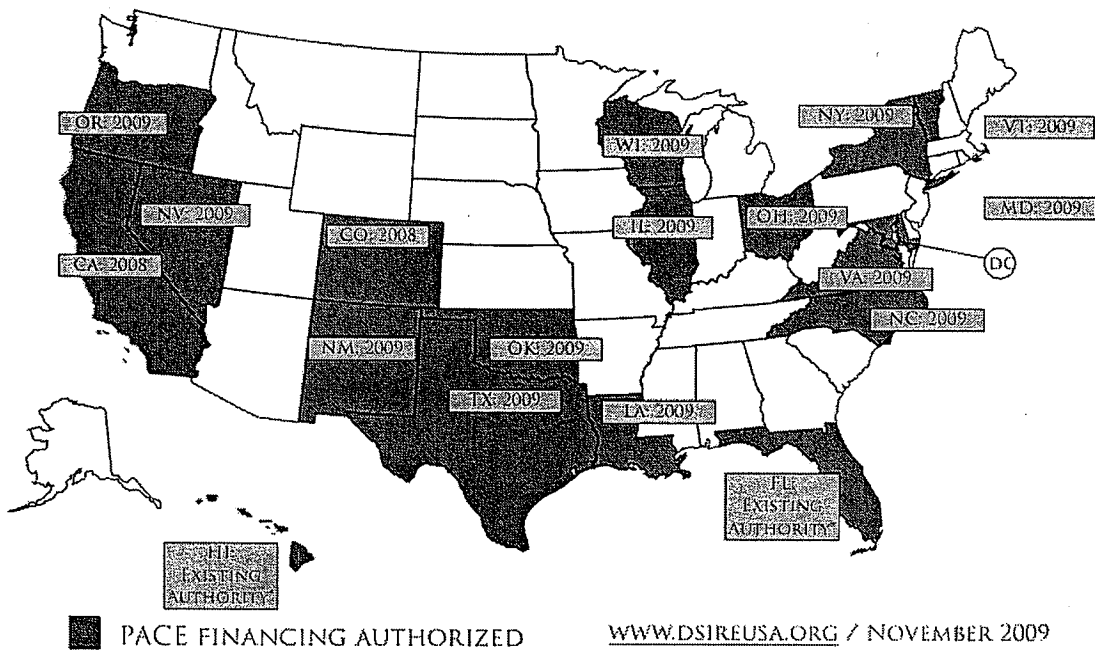 OR: 2009
NV: 2009
CA: 2008
CO: 2008
NM: 2009
OK: 2009
TX: 2009
LA: 2009
WI: 2009
IL: 2009
OH: 2009
NY: 2009
VT: 2009
MD: 2009
DC
VA: 2009
NC: 2009
FL:
EXISTING
AUTHORITY*
HI:
EXISTING
AUTHORITY*
PACE FINANCING AUTHORIZED
WWW.DSIREUSA.ORG / NOVEMBER 2009